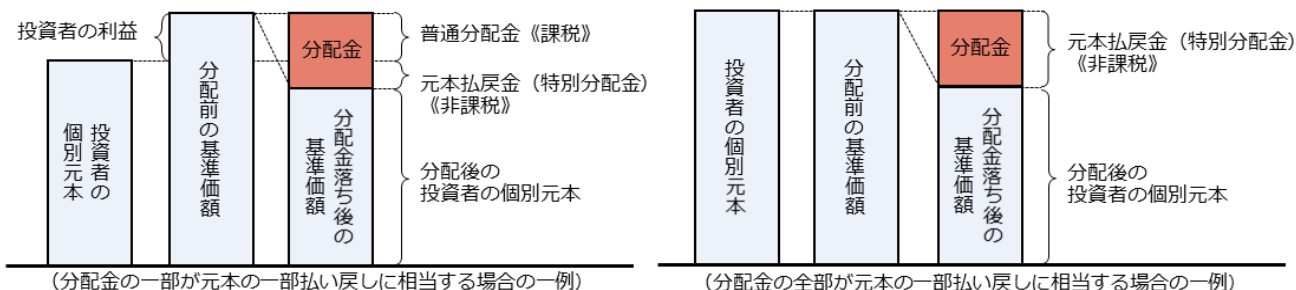 投資者の利益
投資者の
個別元本
分配前の基準価額
分配金
分配金落ち後の
基準価額
普通分配金《課税》
元本払戻金（特別分配金）
《非課税》
分配後の
投資者の個別元本
（分配金の一部が元本の一部払い戻しに相当する場合の一例）
投資者の個別元本
分配前の基準価額
分配金
分配金落ち後の
基準価額
元本払戻金（特別分配金）
《非課税》
分配後の
投資者の個別元本
（分配金の全部が元本の一部払い戻しに相当する場合の一例）